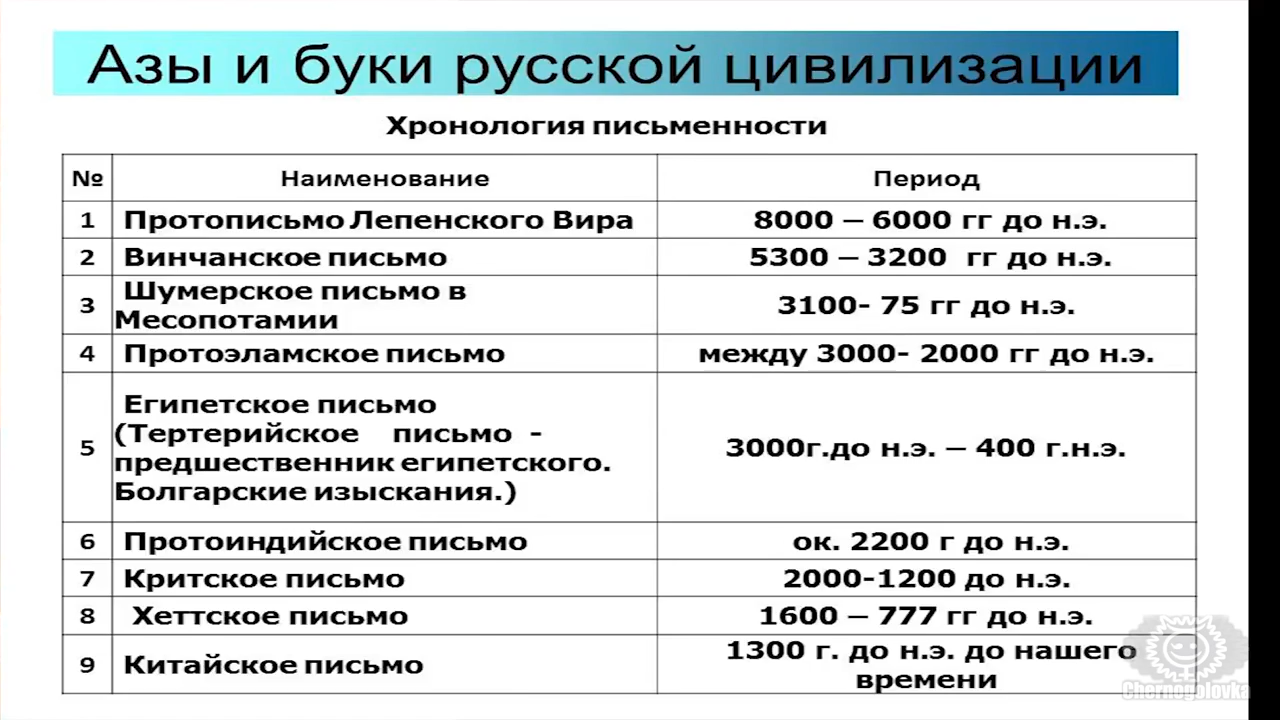 Азы и буки русской цивилизации
Хронология письменности
№ Наименование Период
1 Протописьмо Лепенского Вира 8000 – 6000 гг до н.э.
2 Винчанское письмо 5300 – 3200 гг до н.э.
3 Шумерское письмо в
Месопотамии 3100- 75 гг до н.э.
4 Протоэламское письмо между 3000- 2000 гг до н.э.
5 Египетское письмо
(Тертерийское письмо -
предшественник египетского.
Болгарские изыскания.) 3000г.до н.э. – 400 г.н.э.
6 Протоиндийское письмо ок. 2200 г до н.э.
7 Критское письмо 2000-1200 до н.э.
8 Хеттское письмо 1600 – 777 гг до н.э.
9 Китайское письмо 1300 г. до н.э. до нашего
времени
Chernogolovka